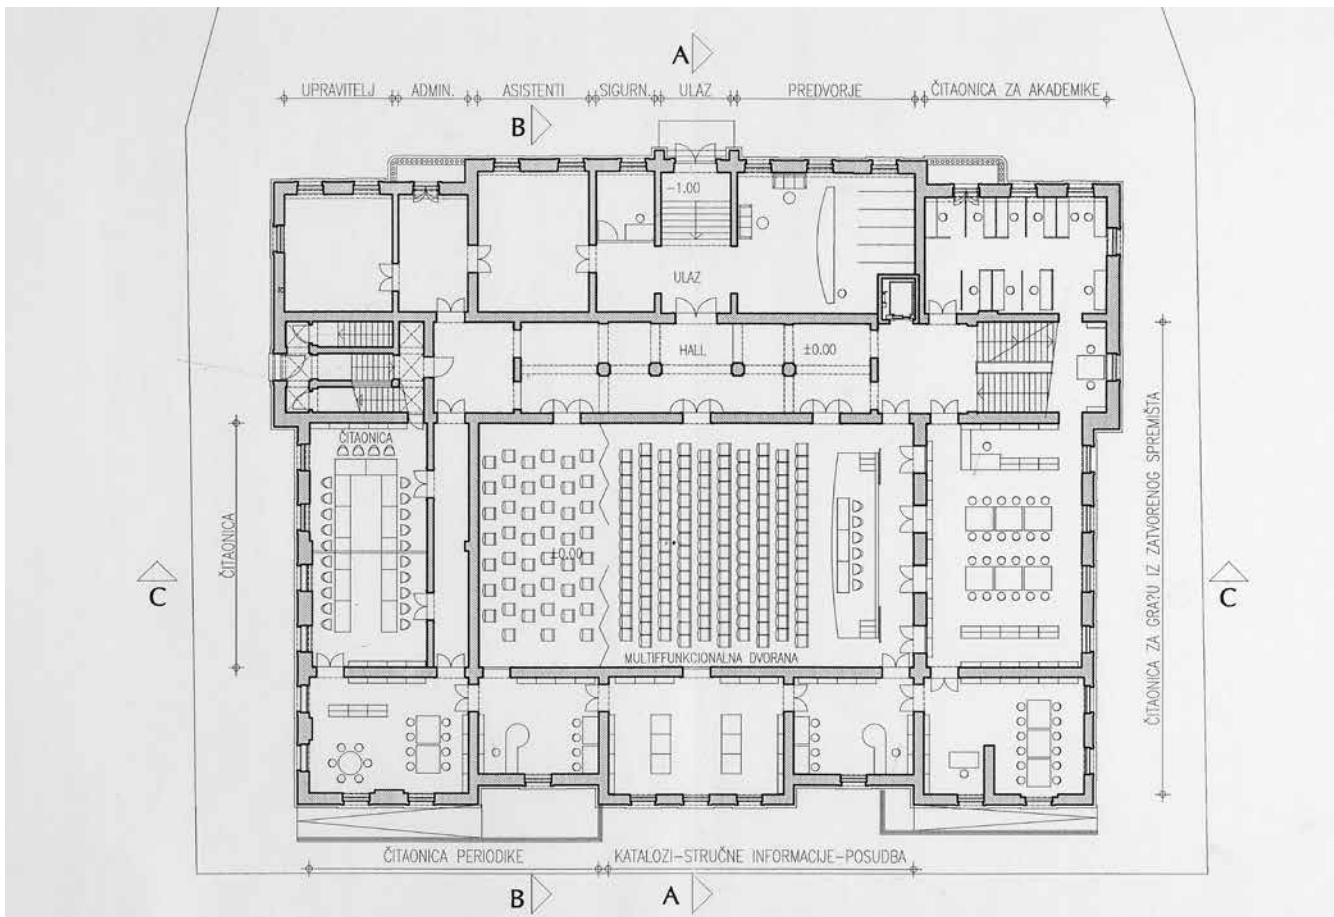 A
UPRAVITELJ ADMIN. ASISTENTI SIGURN. ULAZ PREDVORJE ČITAONICA ZA AKADEMIKE
B
-1.00
ULAZ
HALL ±0.00
ČITAONICA
ČITAONICA
±0.00
C
C
ČITAONICA ZA GRA?U IZ ZATVORENOG SPREMIŠTA
MULTIFFUNKCIONALNA DVORANA
ČITAONICA PERIODIKE KATALOZI-STRUČNE INFORMACIJE-POSUDBA
B
A